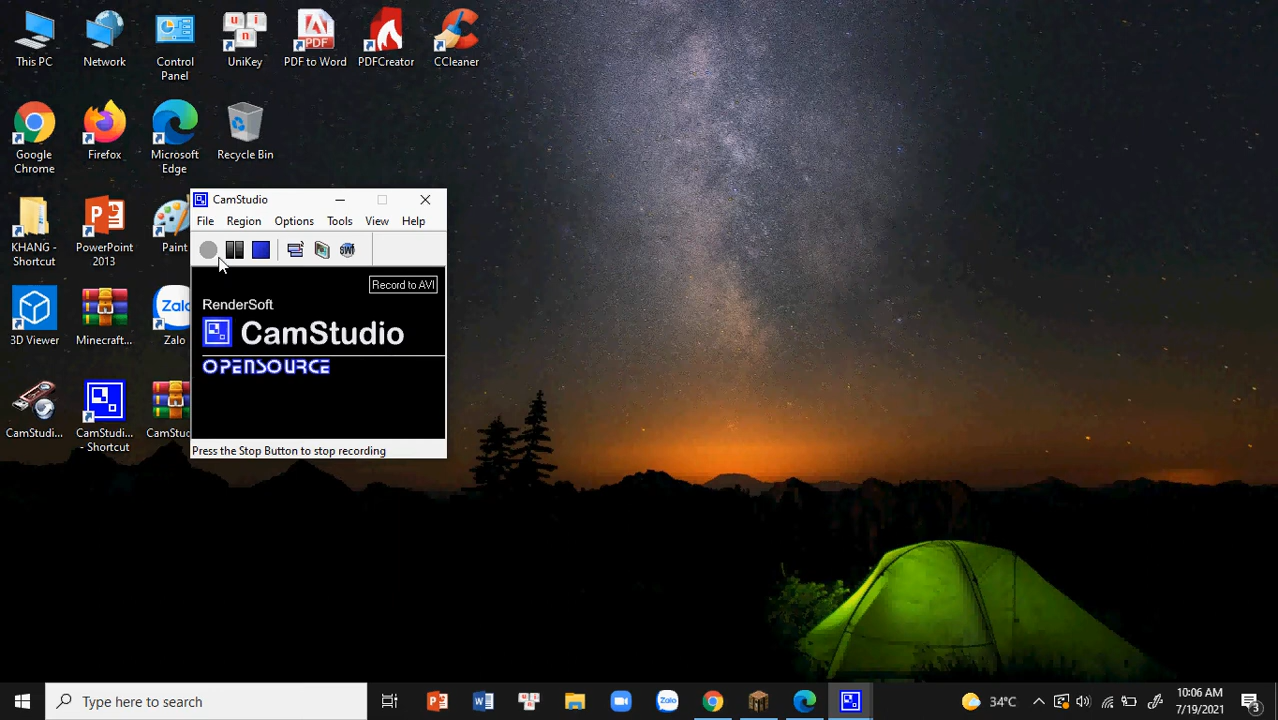 This PC
Network
Control
Panel
UniKey
PDF to Word
PDFCreator
CCleaner
Google
Chrome
Firefox
Microsoft
Edge
Recycle Bin
KHANG -
Shortcut
PowerPoint
2013
Paint
3D Viewer
Minecraft...
Zalo
CamStudi...
CamStudi...
- Shortcut
CamStu
CamStudio
File Region Options Tools View Help
SWF
Record to AVI
RenderSoft
CamStudio
OPENSOURCE
Press the Stop Button to stop recording
Type here to search
34°C
10:06 AM
7/19/2021
3